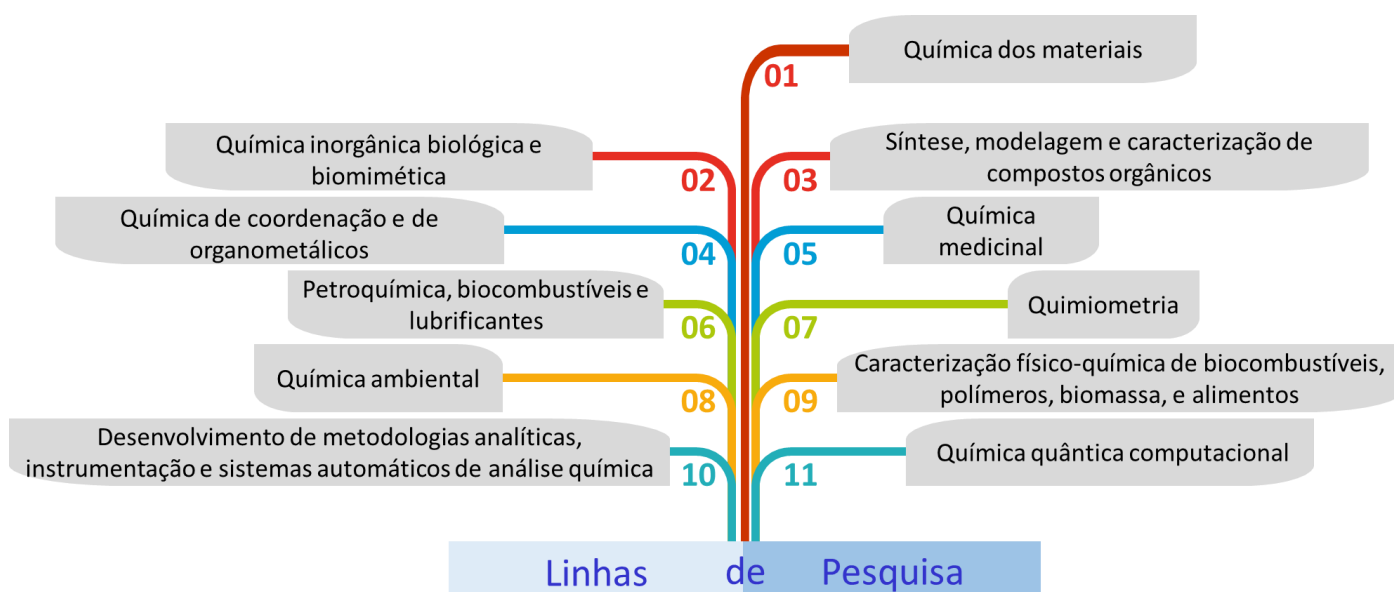 Química dos materiais
01
Química inorgânica biológica e
biomimética
02
03
Síntese, modelagem e caracterização de
compostos orgânicos
Química de coordenação e de
organometálicos
04
05
Química
medicinal
Petroquímica, biocombustíveis e
lubrificantes
06
07
Quimiometria
Química ambiental
08
09
Caracterização físico-química de biocombustíveis,
polímeros, biomassa, e alimentos
Desenvolvimento de metodologias analíticas,
instrumentação e sistemas automáticos de análise química
10
11
Química quântica computacional
Linhas de Pesquisa